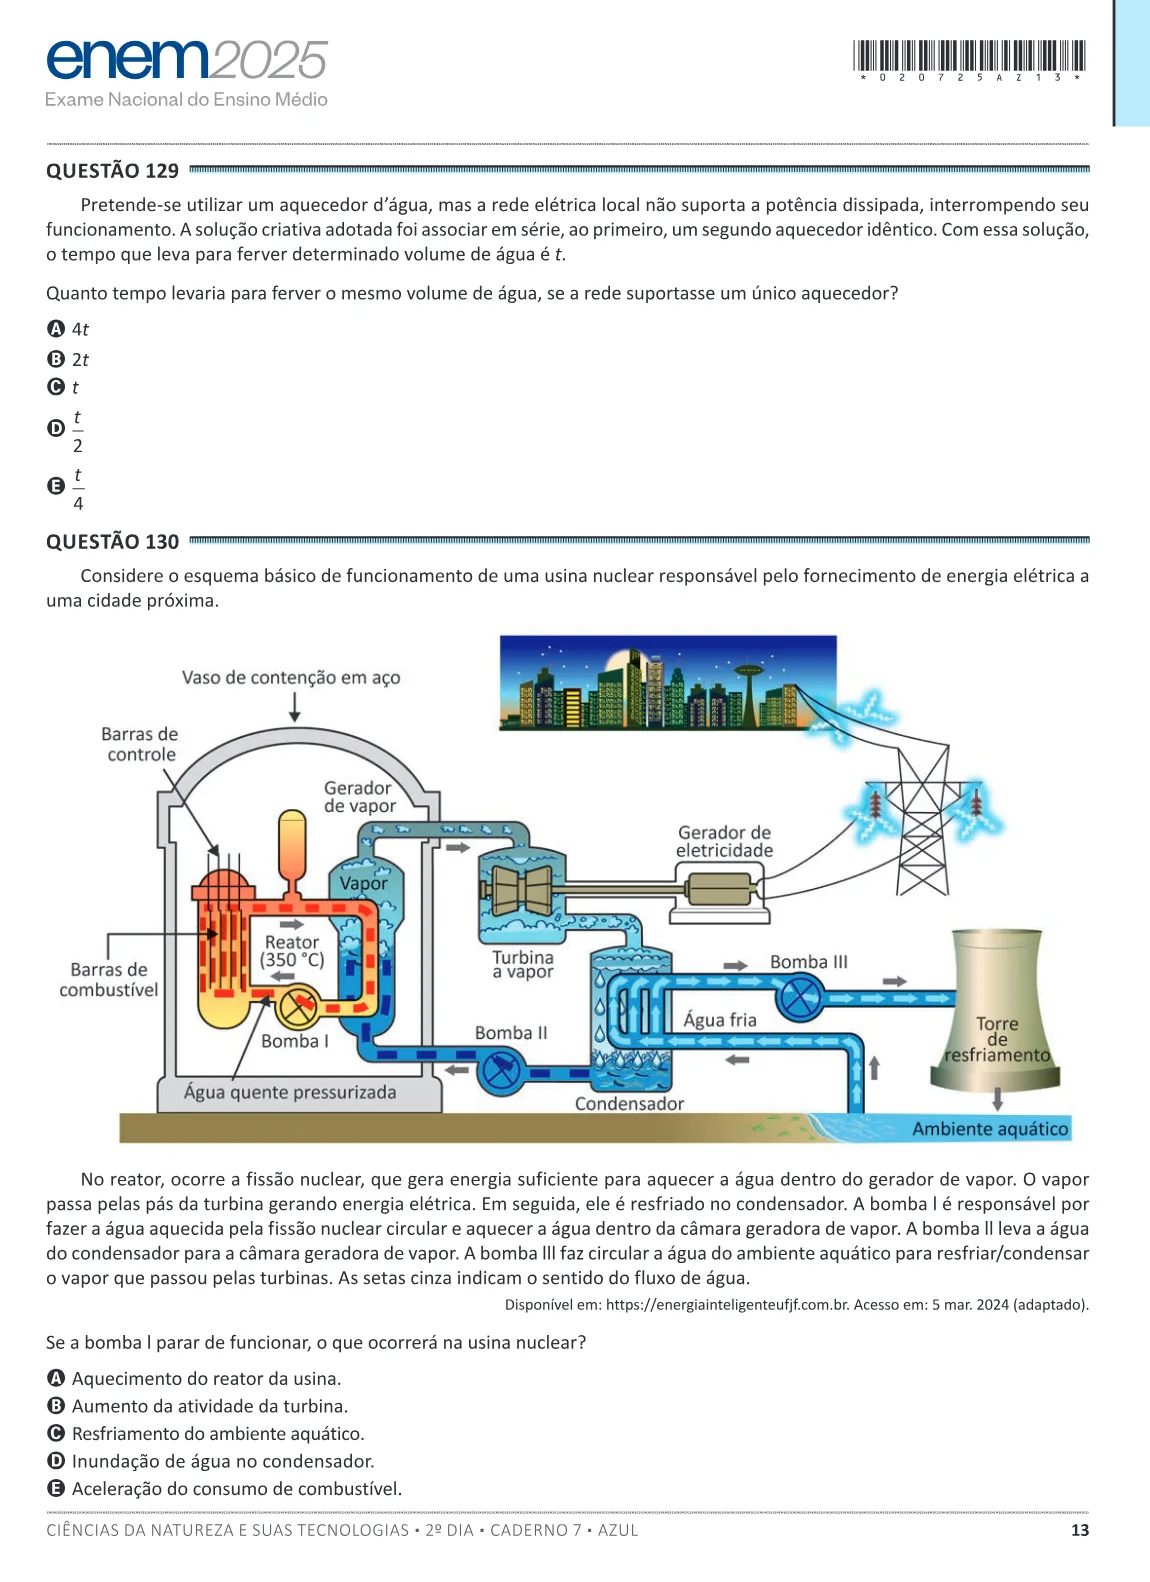 enem2025
Exame Nacional do Ensino Médio
*020725AZ13*
QUESTÃO 129
Pretende-se utilizar um aquecedor d’água, mas a rede elétrica local não suporta a potência dissipada, interrompendo seu
funcionamento. A solução criativa adotada foi associar em série, ao primeiro, um segundo aquecedor idêntico. Com essa solução,
o tempo que leva para ferver determinado volume de água é t.
Quanto tempo levaria para ferver o mesmo volume de água, se a rede suportasse um único aquecedor?
A 4t
B 2t
C t
D t/2
E t/4
QUESTÃO 130
Considere o esquema básico de funcionamento de uma usina nuclear responsável pelo fornecimento de energia elétrica a
uma cidade próxima.
Vaso de contenção em aço
Barras de
controle
Gerador
de vapor
Gerador de
eletricidade
Vapor
Reator
(350 °C)
Barras de
combustível
Turbina
a vapor
Bomba III
Bomba I
Bomba II
Água fria
Torre
de
resfriamento
Água quente pressurizada
Condensador
Ambiente aquático
No reator, ocorre a fissão nuclear, que gera energia suficiente para aquecer a água dentro do gerador de vapor. O vapor
passa pelas pás da turbina gerando energia elétrica. Em seguida, ele é resfriado no condensador. A bomba l é responsável por
fazer a água aquecida pela fissão nuclear circular e aquecer a água dentro da câmara geradora de vapor. A bomba ll leva a água
do condensador para a câmara geradora de vapor. A bomba lll faz circular a água do ambiente aquático para resfriar/condensar
o vapor que passou pelas turbinas. As setas cinza indicam o sentido do fluxo de água.
Disponível em: https://energiainteligenteufjf.com.br. Acesso em: 5 mar. 2024 (adaptado).
Se a bomba l parar de funcionar, o que ocorrerá na usina nuclear?
A Aquecimento do reator da usina.
B Aumento da atividade da turbina.
C Resfriamento do ambiente aquático.
D Inundação de água no condensador.
E Aceleração do consumo de combustível.
CIÊNCIAS DA NATUREZA E SUAS TECNOLOGIAS • 2º DIA • CADERNO 7 • AZUL
13